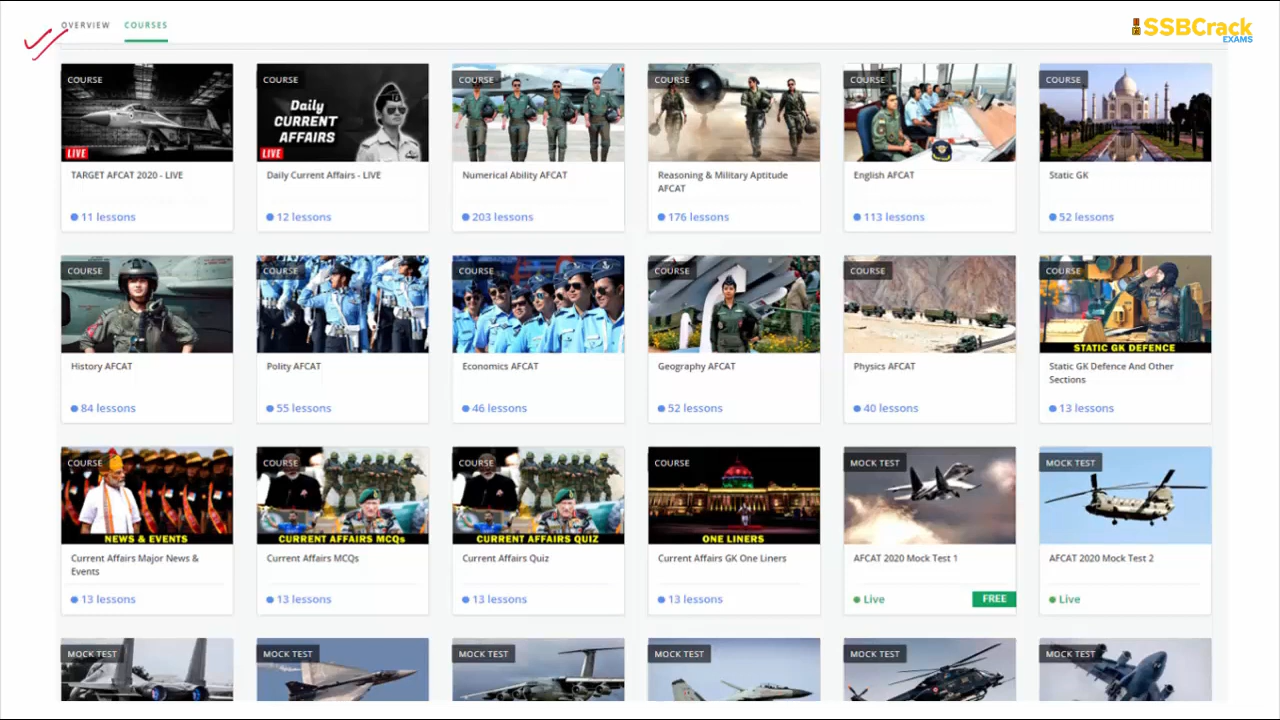 OVERVIEW
COURSES
SSBCrack
EXAMS
COURSE
COURSE
Daily
CURRENT
AFFAIRS
COURSE
COURSE
COURSE
COURSE
LIVE
LIVE
TARGET AFCAT 2020 - LIVE
Daily Current Affairs - LIVE
Numerical Ability AFCAT
Reasoning & Military Aptitude
AFCAT
English AFCAT
Static GK
11 lessons
12 lessons
203 lessons
176 lessons
113 lessons
52 lessons
COURSE
COURSE
COURSE
COURSE
COURSE
COURSE
STATIC GK DEFENCE
History AFCAT
Polity AFCAT
Economics AFCAT
Geography AFCAT
Physics AFCAT
Static GK Defence And Other
Sections
84 lessons
55 lessons
46 lessons
52 lessons
40 lessons
13 lessons
COURSE
COURSE
COURSE
COURSE
MOCK TEST
MOCK TEST
NEWS & EVENTS
CURRENT AFFAIRS MCQs
CURRENT AFFAIRS QUIZ
ONE LINERS
Current Affairs Major News &
Events
Current Affairs MCQs
Current Affairs Quiz
Current Affairs GK One Liners
AFCAT 2020 Mock Test 1
AFCAT 2020 Mock Test 2
13 lessons
13 lessons
13 lessons
13 lessons
Live
FREE
Live
MOCK TEST
MOCK TEST
MOCK TEST
MOCK TEST
MOCK TEST
MOCK TEST